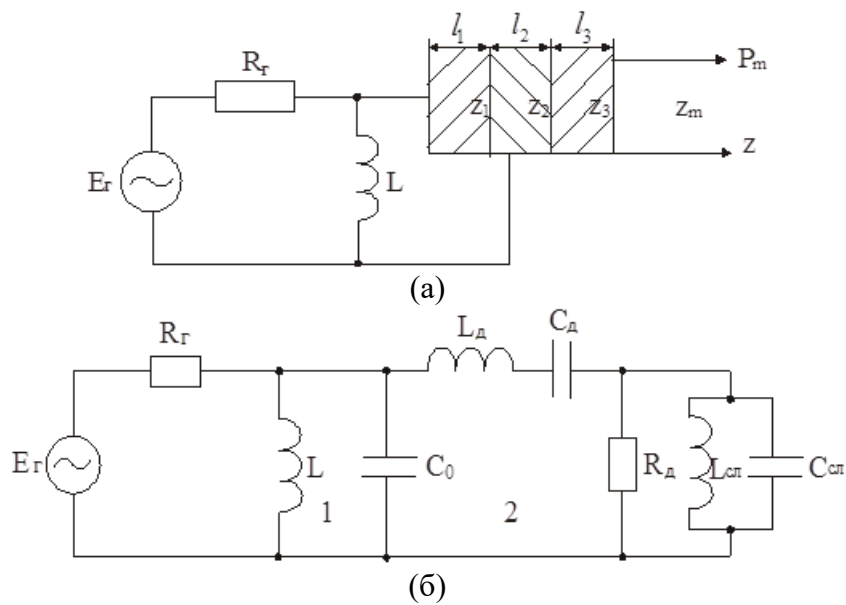 l₁ l₂ l₃
Rг
Pₘ
z₁ z₂ z₃ zₘ
z
Eг
L
(а)
Rг
Lд
Cд
Eг
L
C₀
Rд
Lсл
Cсл
1
2
(б)